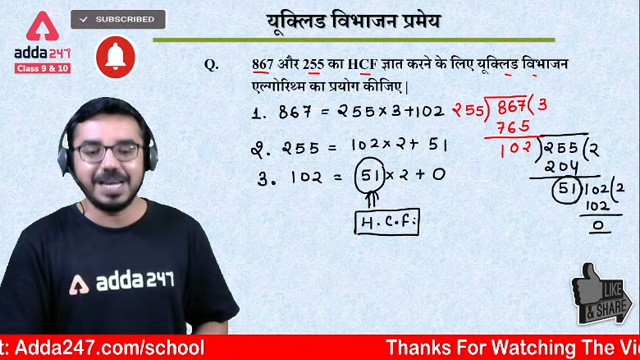 adda247
Class 9 & 10
SUBSCRIBED
यूक्लिड विभाजन प्रमेय
Q. 867 और 255 का HCF ज्ञात करने के लिए यूक्लिड विभाजन
एल्गोरिथ्म का प्रयोग कीजिए |
1. 867 = 255 × 3 + 102
2. 255 = 102 × 2 + 51
3. 102 = 51 × 2 + 0
H.C.F.
255) 867 (3
765
102) 255 (2
204
51) 102 (2
102
0
adda247
LIKE
& SHARE
t: Adda247.com/school
Thanks For Watching The Vi